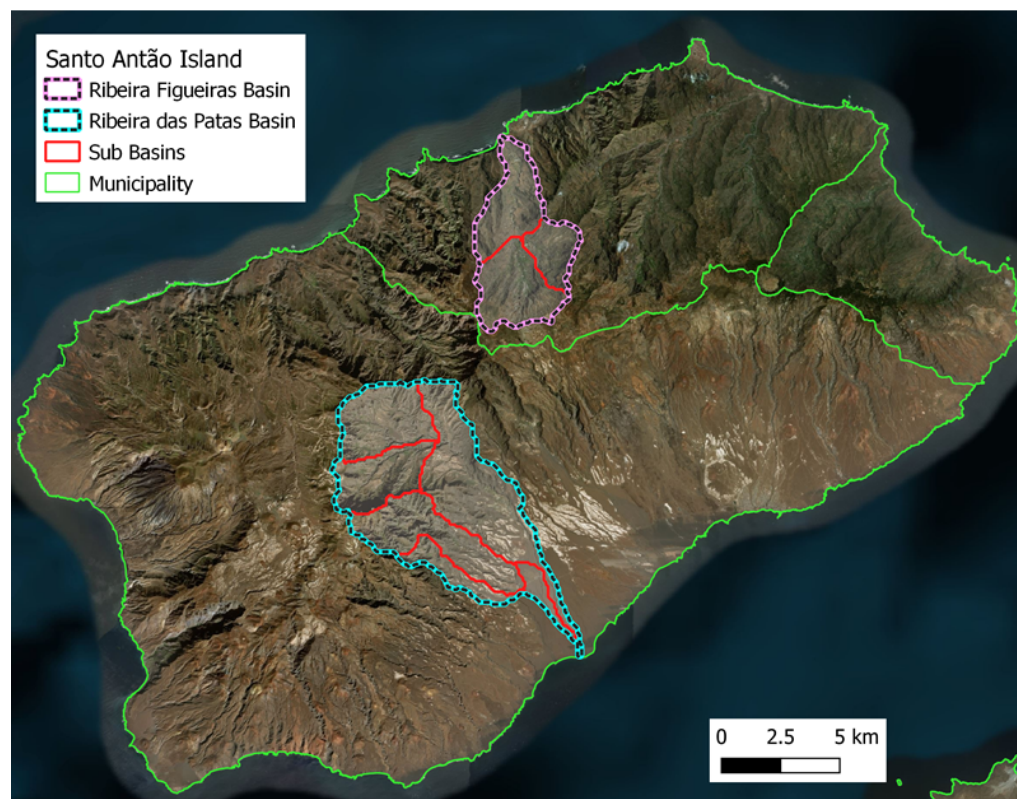 Santo Antão Island
Ribeira Figueiras Basin
Ribeira das Patas Basin
Sub Basins
Municipality
0 2.5 5 km